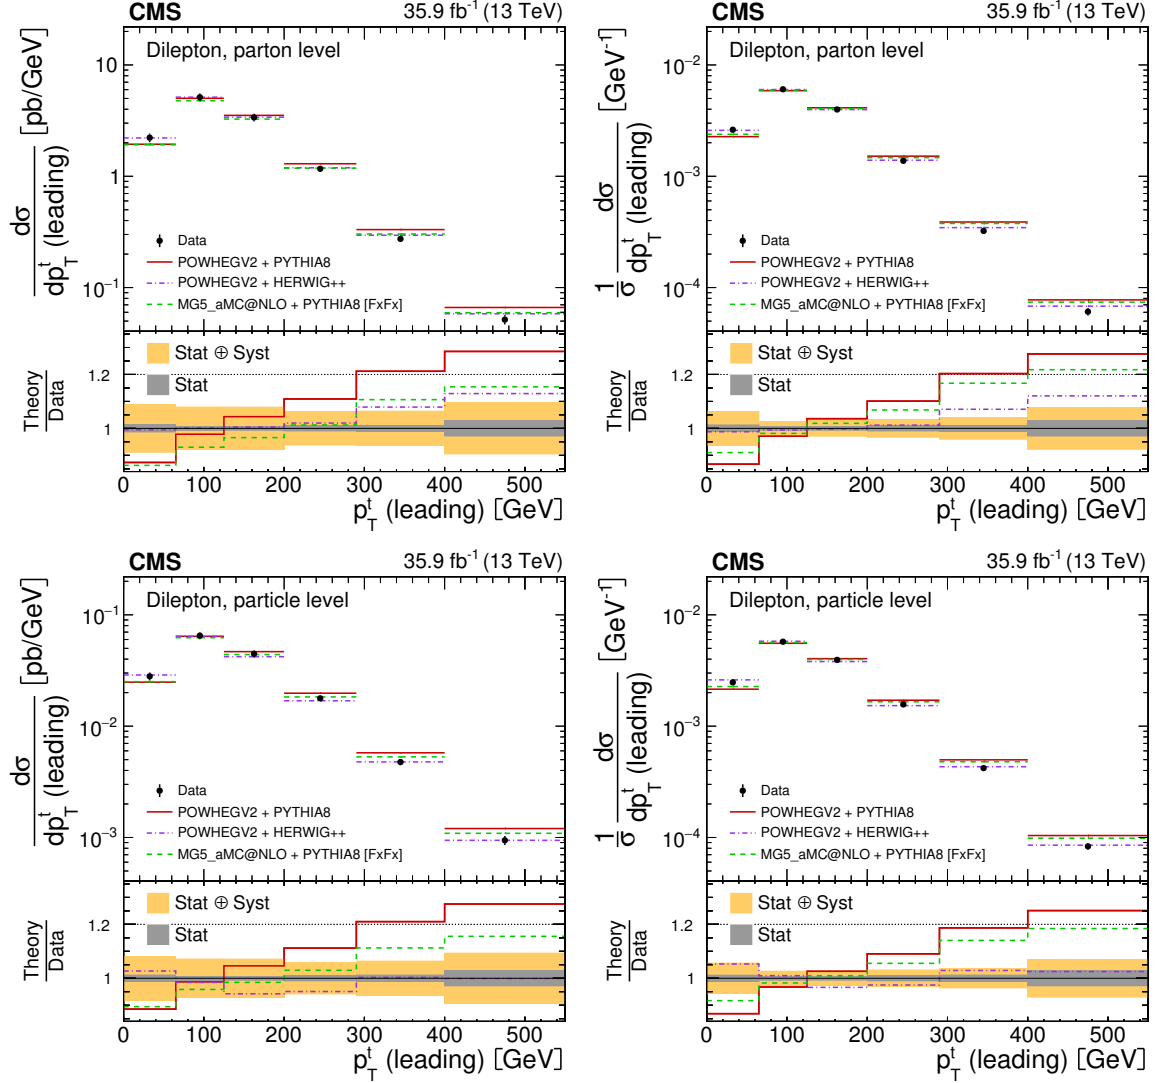 CMS 35.9 fb⁻¹ (13 TeV)
Dilepton, parton level
dσ / dp_T^t (leading) [pb/GeV]
10
1
10⁻¹
Data
POWHEGV2 + PYTHIA8
POWHEGV2 + HERWIG++
MG5_aMC@NLO + PYTHIA8 [FxFx]
Stat ⊕ Syst
Stat
Theory / Data
1.2
1
0 100 200 300 400 500
p_T^t (leading) [GeV]
CMS 35.9 fb⁻¹ (13 TeV)
Dilepton, parton level
1/σ dσ / dp_T^t (leading) [GeV⁻¹]
10⁻²
10⁻³
10⁻⁴
Data
POWHEGV2 + PYTHIA8
POWHEGV2 + HERWIG++
MG5_aMC@NLO + PYTHIA8 [FxFx]
Stat ⊕ Syst
Stat
Theory / Data
1.2
1
0 100 200 300 400 500
p_T^t (leading) [GeV]
CMS 35.9 fb⁻¹ (13 TeV)
Dilepton, particle level
dσ / dp_T^t (leading) [pb/GeV]
10⁻¹
10⁻²
10⁻³
Data
POWHEGV2 + PYTHIA8
POWHEGV2 + HERWIG++
MG5_aMC@NLO + PYTHIA8 [FxFx]
Stat ⊕ Syst
Stat
Theory / Data
1.2
1
0 100 200 300 400 500
p_T^t (leading) [GeV]
CMS 35.9 fb⁻¹ (13 TeV)
Dilepton, particle level
1/σ dσ / dp_T^t (leading) [GeV⁻¹]
10⁻²
10⁻³
10⁻⁴
Data
POWHEGV2 + PYTHIA8
POWHEGV2 + HERWIG++
MG5_aMC@NLO + PYTHIA8 [FxFx]
Stat ⊕ Syst
Stat
Theory / Data
1.2
1
0 100 200 300 400 500
p_T^t (leading) [GeV]